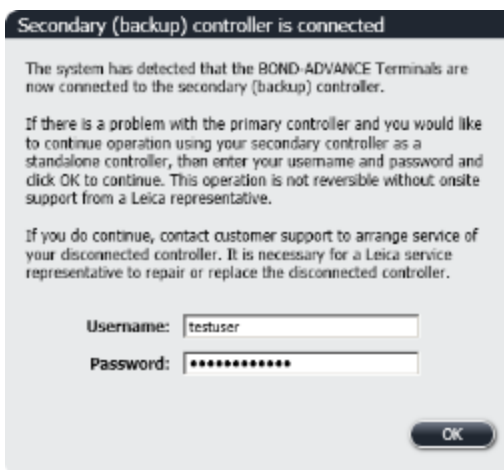 Secondary (backup) controller is connected
The system has detected that the BOND-ADVANCE Terminals are
now connected to the secondary (backup) controller.
If there is a problem with the primary controller and you would like
to continue operation using your secondary controller as a
standalone controller, then enter your username and password and
click OK to continue. This operation is not reversible without onsite
support from a Leica representative.
If you do continue, contact customer support to arrange service of
your disconnected controller. It is necessary for a Leica service
representative to repair or replace the disconnected controller.
Username: testuser
Password: ●●●●●●●●●●●●
OK